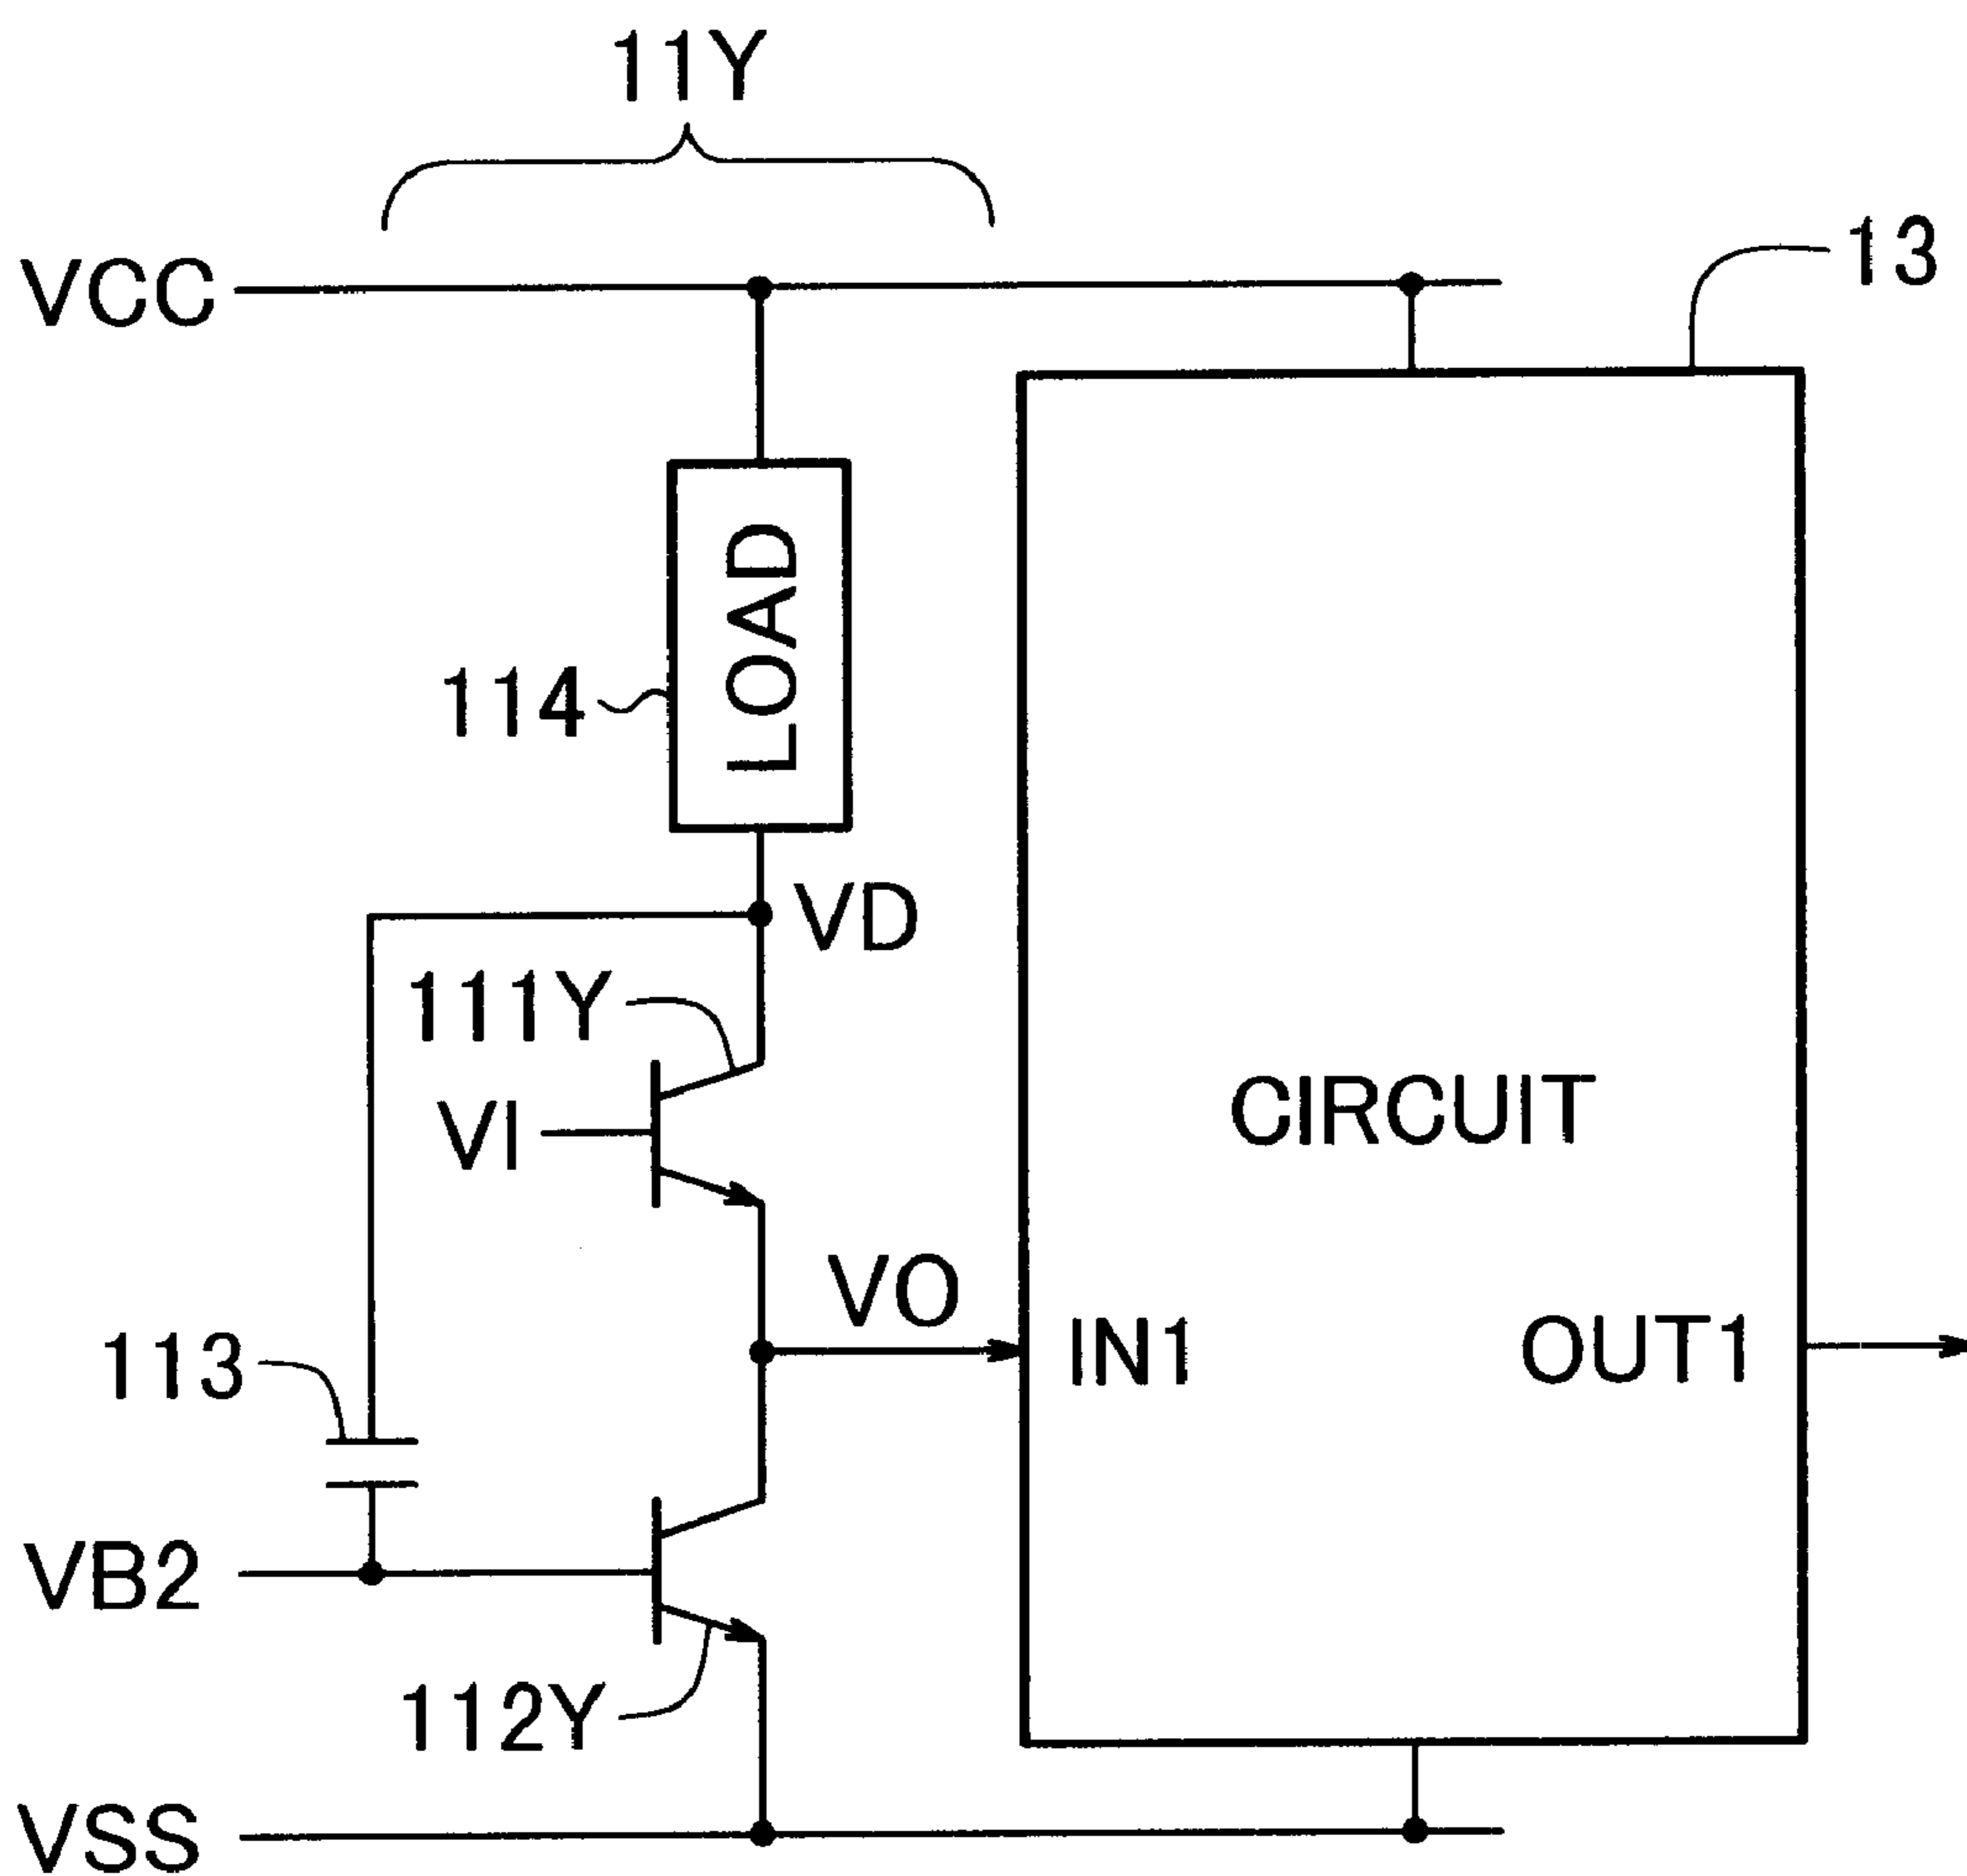 11Y
13
VCC
LOAD
114
VD
111Y
VI
CIRCUIT
VO
113
IN1
OUT1
VB2
112Y
VSS